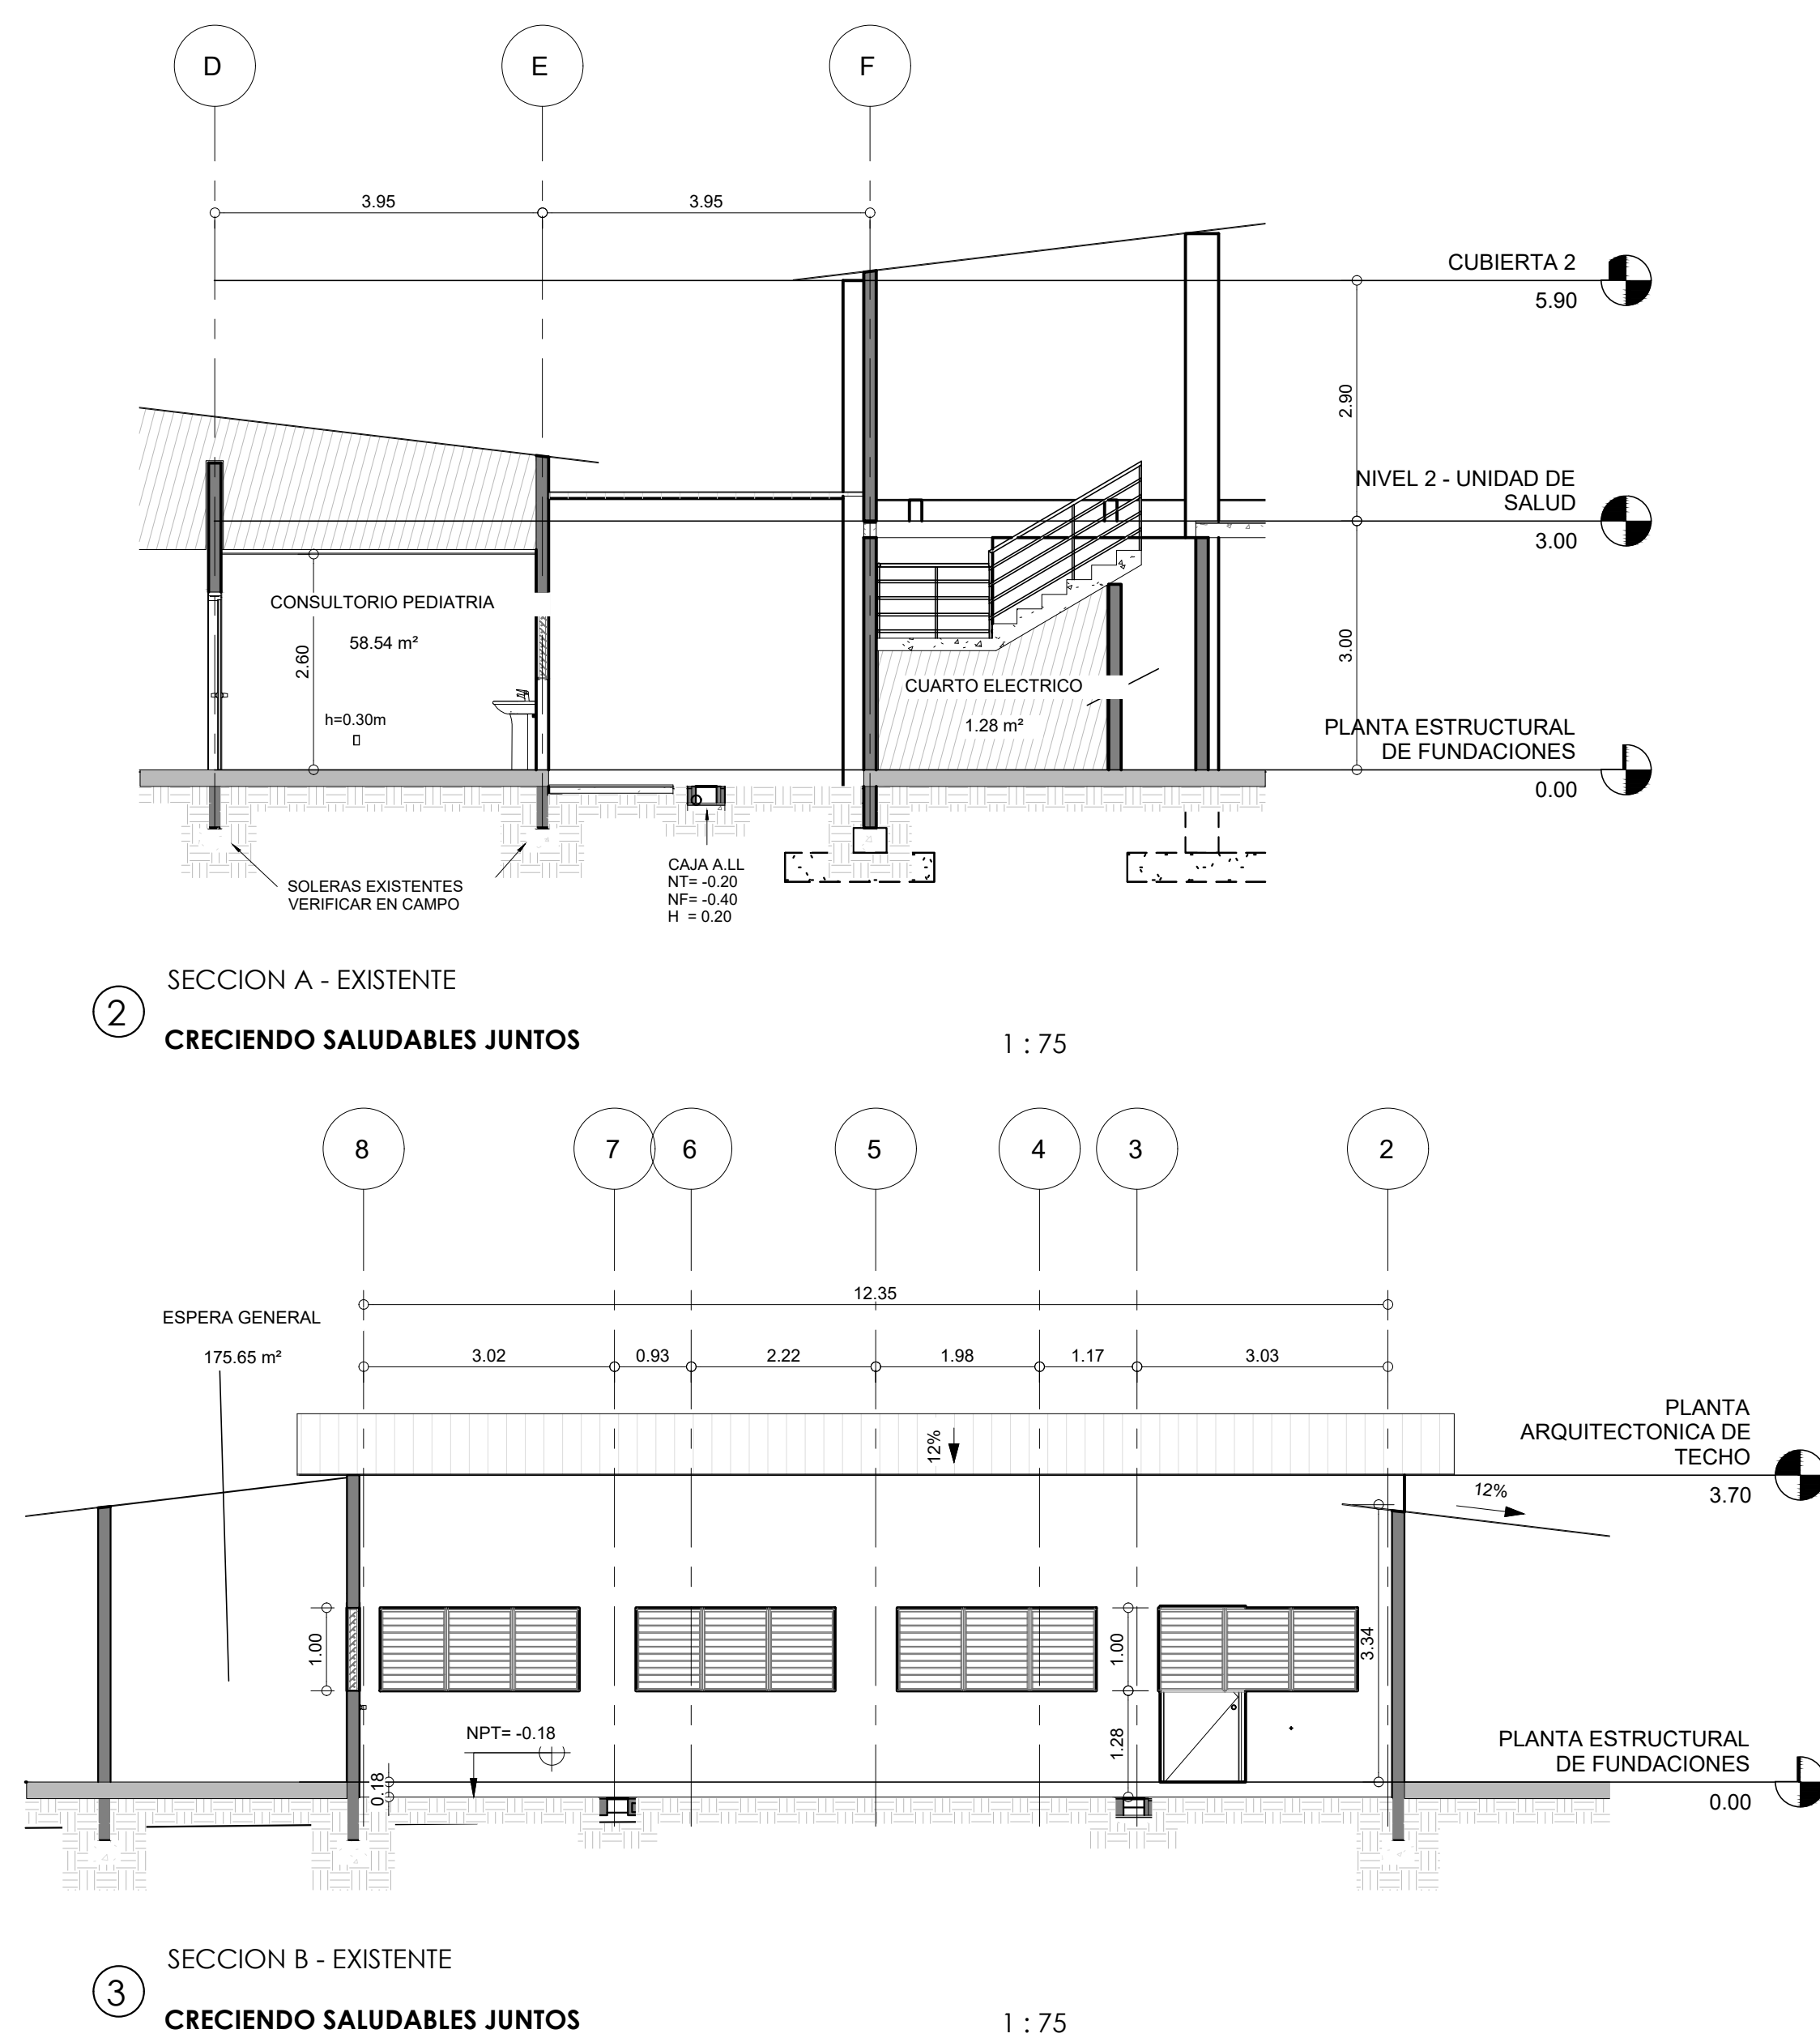 D
E
F
3.95
3.95
CUBIERTA 2
5.90
2.90
NIVEL 2 - UNIDAD DE
SALUD
3.00
CONSULTORIO PEDIATRIA
58.54 m²
2.60
h=0.30m
CUARTO ELECTRICO
1.28 m²
3.00
PLANTA ESTRUCTURAL
DE FUNDACIONES
0.00
SOLERAS EXISTENTES
VERIFICAR EN CAMPO
CAJA A.LL
NT= -0.20
NF= -0.40
H = 0.20
2
SECCION A - EXISTENTE
CRECIENDO SALUDABLES JUNTOS
1 : 75
8
7
6
5
4
3
2
12.35
ESPERA GENERAL
175.65 m²
3.02
0.93
2.22
1.98
1.17
3.03
PLANTA
ARQUITECTONICA DE
TECHO
3.70
12%
12%
1.00
1.00
3.34
1.28
NPT= -0.18
0.18
PLANTA ESTRUCTURAL
DE FUNDACIONES
0.00
3
SECCION B - EXISTENTE
CRECIENDO SALUDABLES JUNTOS
1 : 75